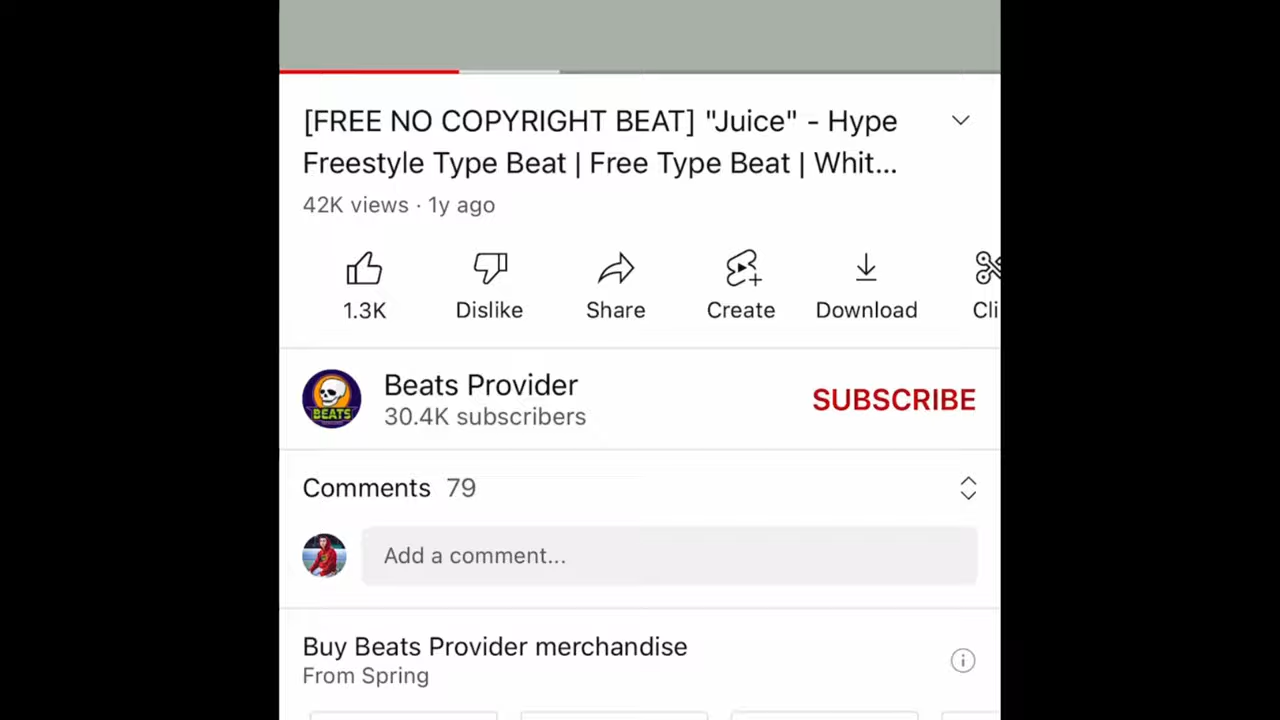 [FREE NO COPYRIGHT BEAT] "Juice" - Hype
Freestyle Type Beat | Free Type Beat | Whit...
42K views · 1y ago
1.3K
Dislike
Share
Create
Download
Cli
BEATS
Beats Provider
30.4K subscribers
SUBSCRIBE
Comments 79
Add a comment...
Buy Beats Provider merchandise
From Spring